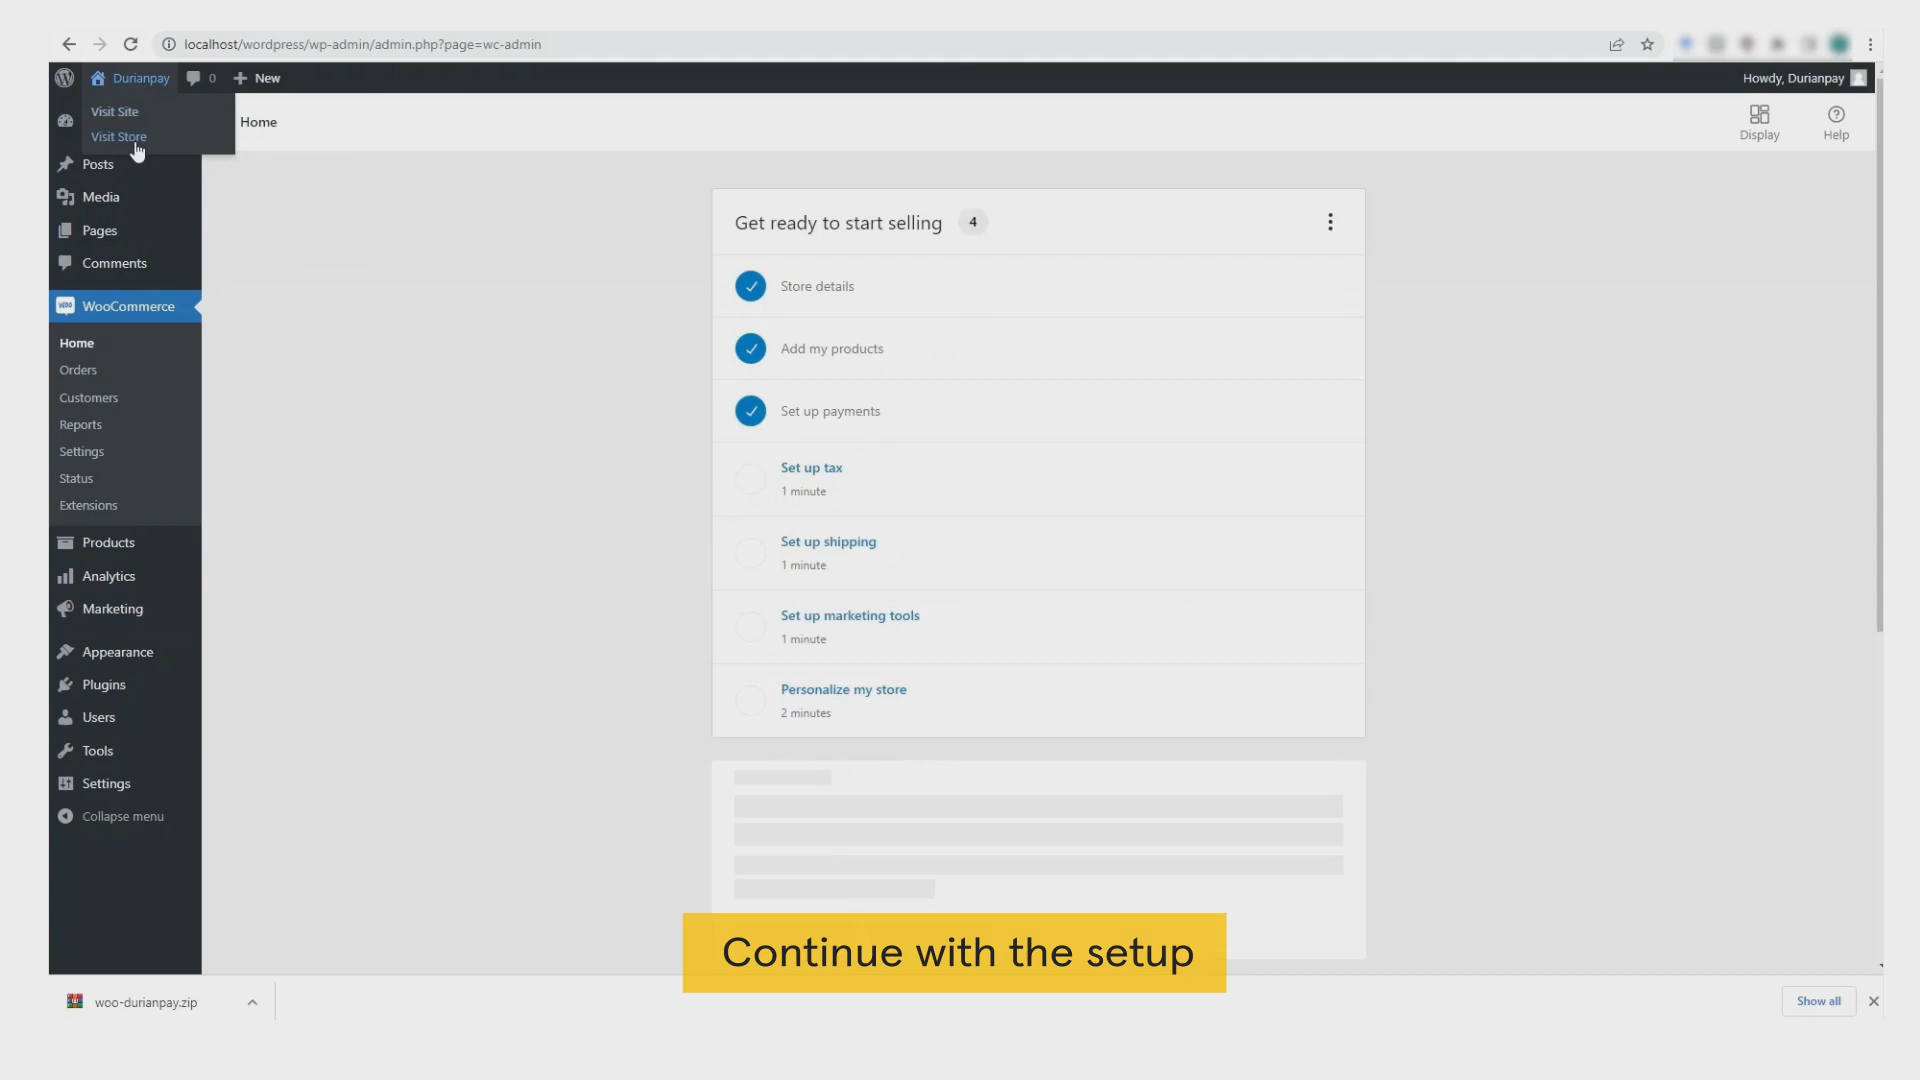 localhost/wordpress/wp-admin/admin.php?page=wc-admin
Durianpay 0 New Howdy, Durianpay
Visit Site
Visit Store
Home
Display
Help
Posts
Media
Pages
Comments
WooCommerce
Home
Orders
Customers
Reports
Settings
Status
Extensions
Products
Analytics
Marketing
Appearance
Plugins
Users
Tools
Settings
Collapse menu
Get ready to start selling 4
Store details
Add my products
Set up payments
Set up tax
1 minute
Set up shipping
1 minute
Set up marketing tools
1 minute
Personalize my store
2 minutes
Continue with the setup
woo-durianpay.zip
Show all